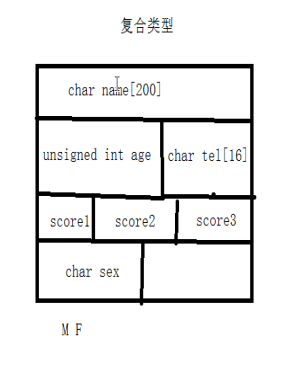 复合类型
char name[200]
unsigned int age char tel[16]
score1 score2 score3
char sex
M F